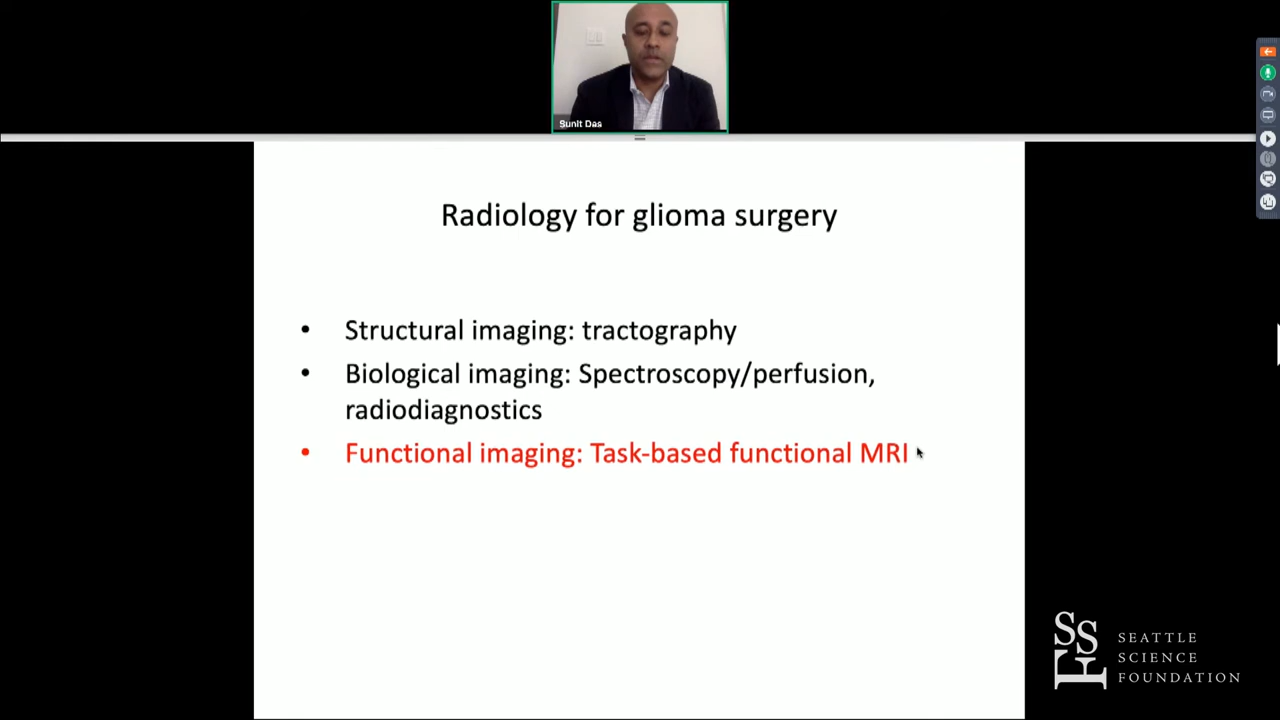 Sunit Das
Radiology for glioma surgery
• Structural imaging: tractography
• Biological imaging: Spectroscopy/perfusion,
radiodiagnostics
• Functional imaging: Task-based functional MRI
SSF
SEATTLE
SCIENCE
FOUNDATION